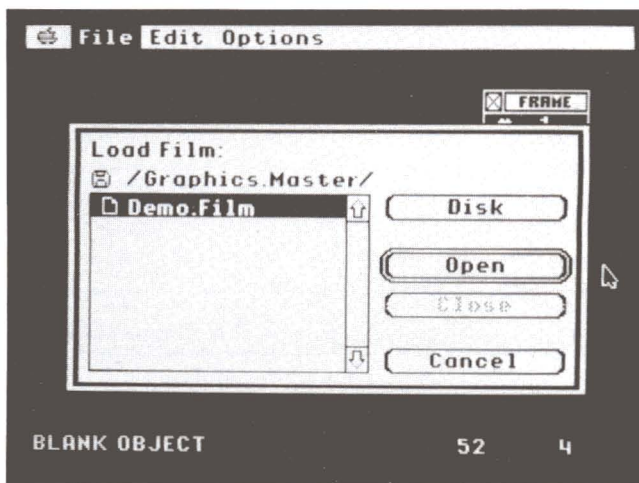 File Edit Options
FRAME
Load Film:
/Graphics.Master/
Demo.Film
Disk
Open
Close
Cancel
BLANK OBJECT 52 4